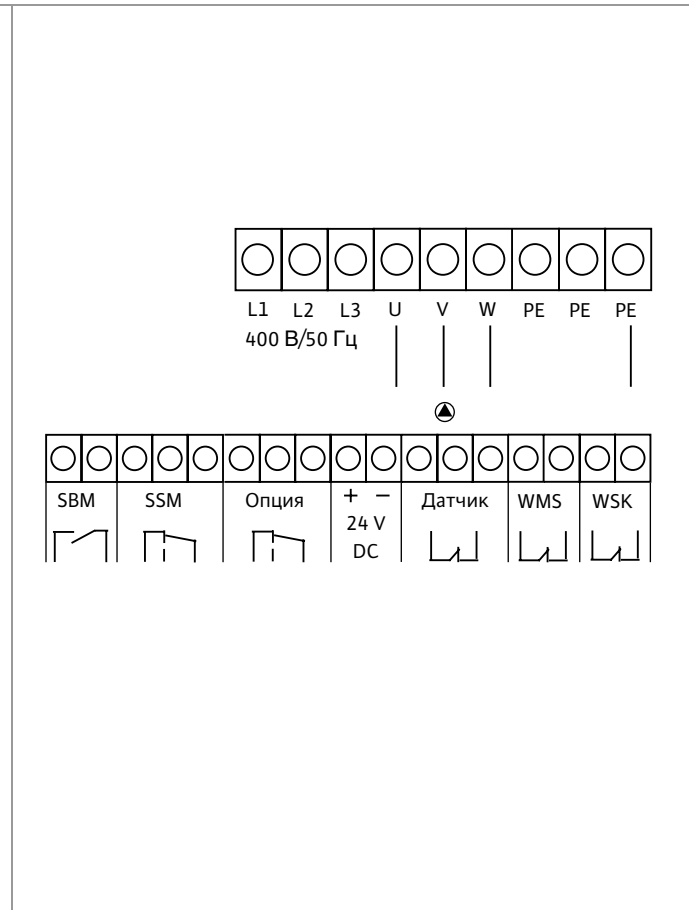 L1 L2 L3 U V W PE PE PE
400 В/50 Гц
SBM SSM Опция + − Датчик WMS WSK
24 V
DC